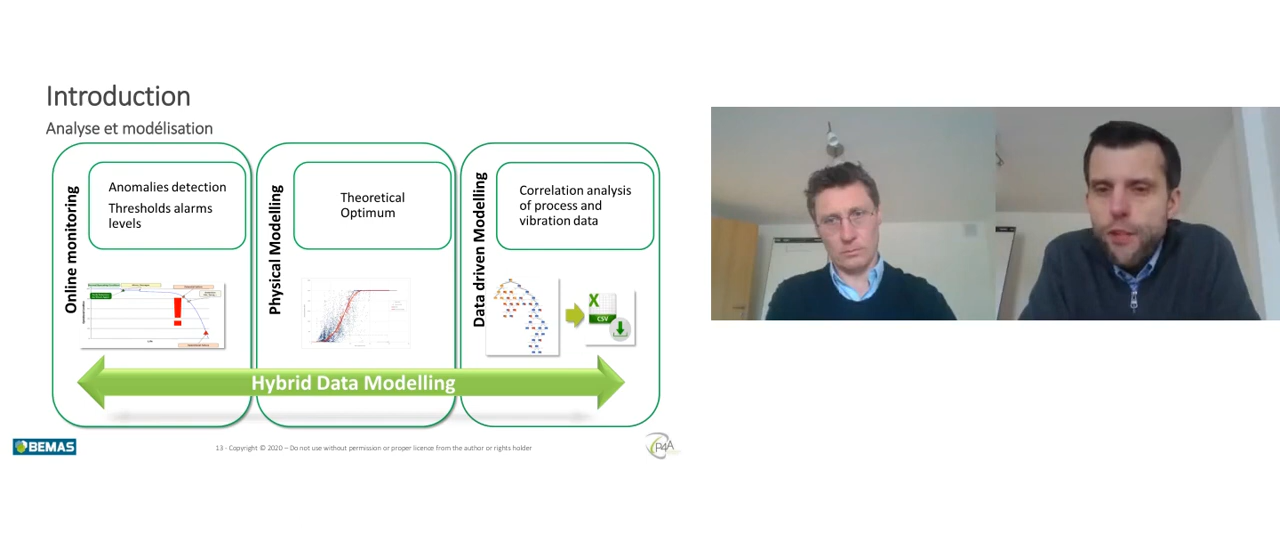 Introduction
Analyse et modélisation
Online monitoring
Anomalies detection
Thresholds alarms
levels
Physical Modelling
Theoretical
Optimum
Data driven Modelling
Correlation analysis
of process and
vibration data
X
CSV
Hybrid Data Modelling
BEMAS
13 - Copyright © 2020 – Do not use without permission or proper licence from the author or rights holder
P4A